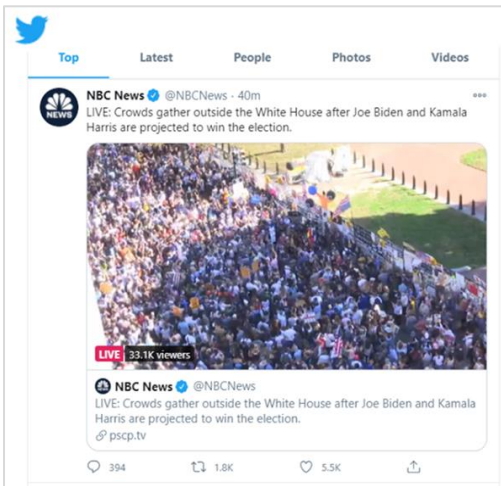 Top Latest People Photos Videos
NBC News @NBCNews · 40m
LIVE: Crowds gather outside the White House after Joe Biden and Kamala
Harris are projected to win the election.
NEWS
LIVE 33.1K viewers
NBC News @NBCNews
LIVE: Crowds gather outside the White House after Joe Biden and Kamala
Harris are projected to win the election.
pscp.tv
394 1.8K 5.5K